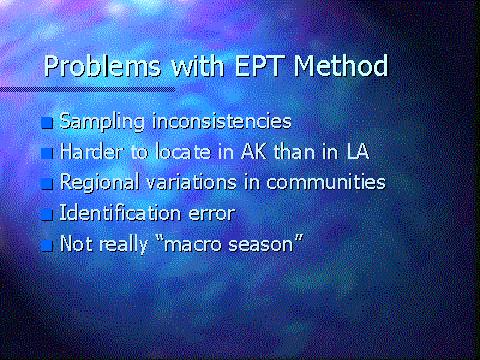 Problems with EPT Method
Sampling inconsistencies
Harder to locate in AK than in LA
Regional variations in communities
Identification error
Not really “macro season”